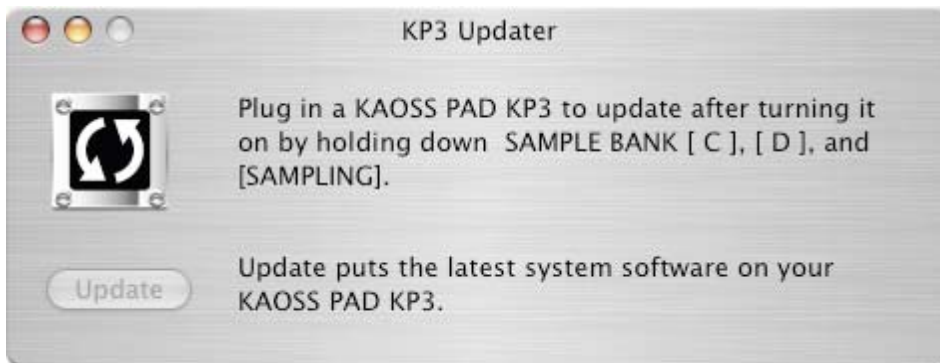 KP3 Updater
Plug in a KAOSS PAD KP3 to update after turning it
on by holding down  SAMPLE BANK [ C ], [ D ], and
[SAMPLING].
Update
Update puts the latest system software on your
KAOSS PAD KP3.